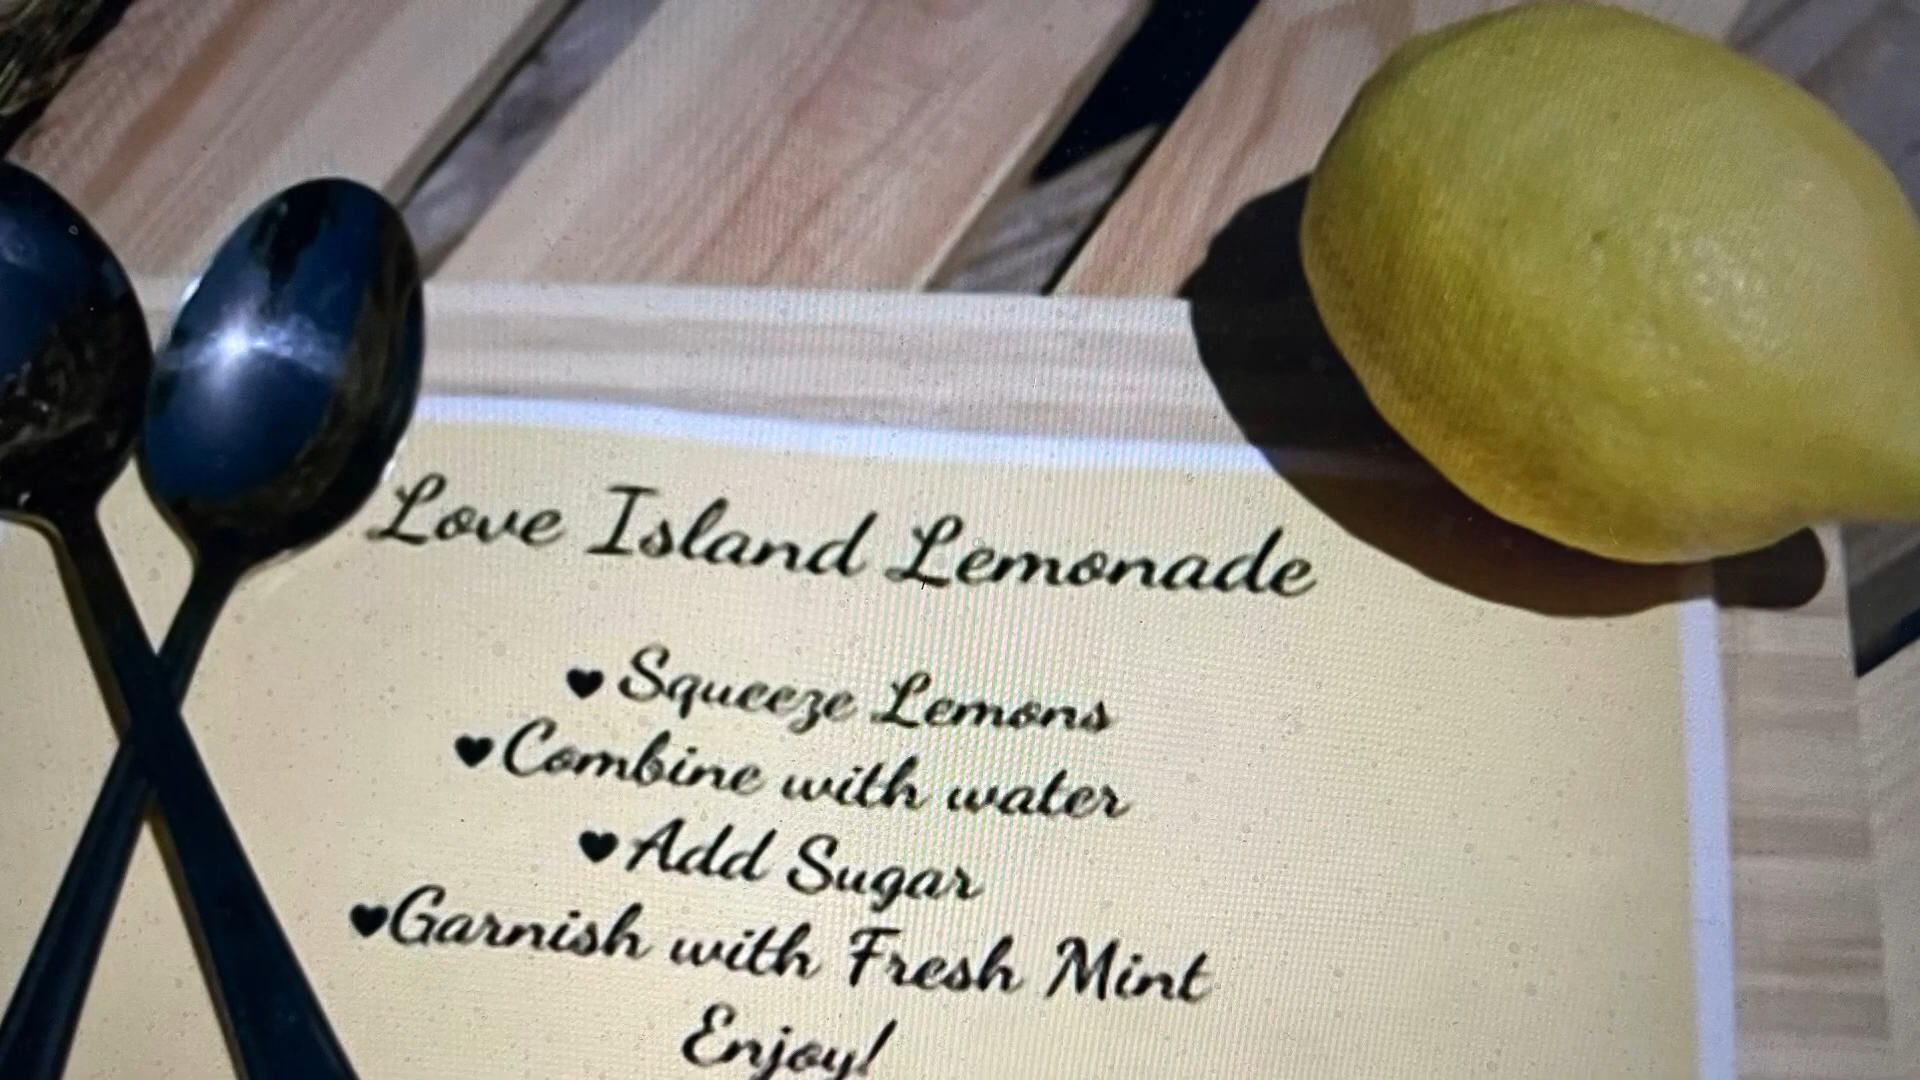 Love Island Lemonade
♥ Squeeze Lemons
♥ Combine with water
♥ Add Sugar
♥ Garnish with Fresh Mint
Enjoy!